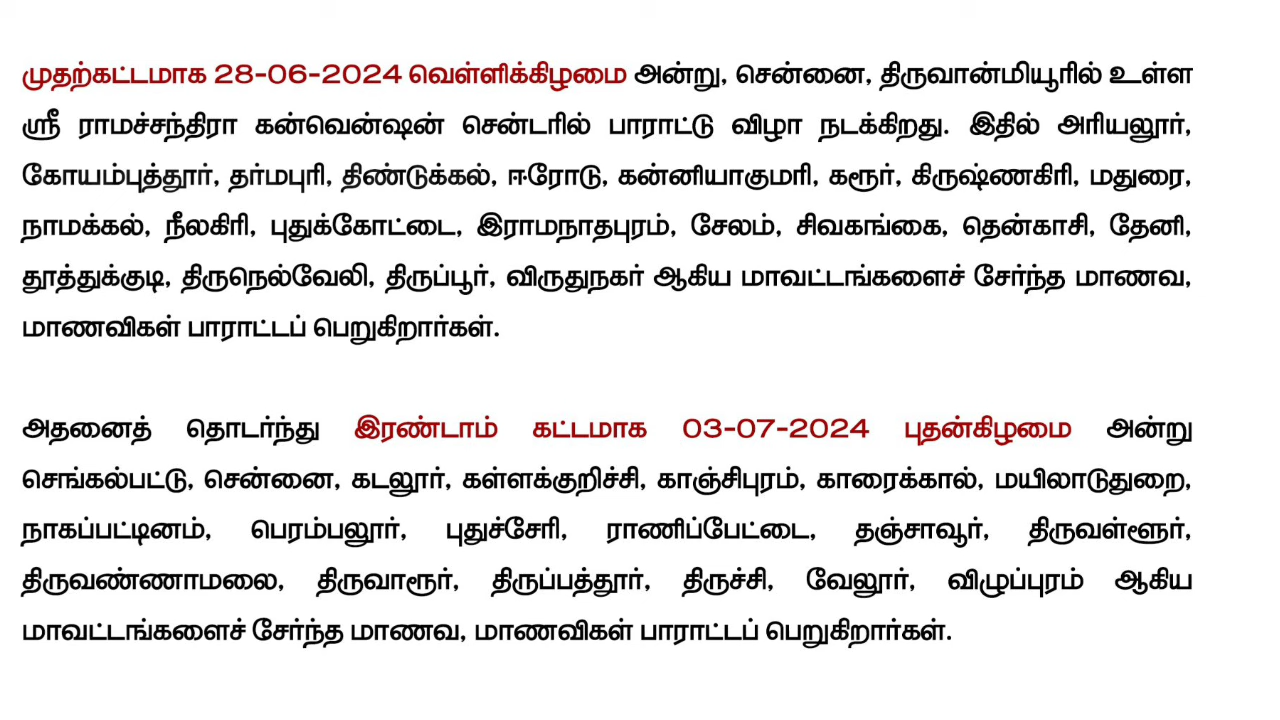 முதற்கட்டமாக 28-06-2024 வெள்ளிக்கிழமை அன்று, சென்னை, திருவான்மியூரில் உள்ள
ஸ்ரீ ராமச்சந்திரா கன்வென்ஷன் சென்டரில் பாராட்டு விழா நடக்கிறது. இதில் அரியலூர்,
கோயம்புத்தூர், தர்மபுரி, திண்டுக்கல், ஈரோடு, கன்னியாகுமரி, கரூர், கிருஷ்ணகிரி, மதுரை,
நாமக்கல், நீலகிரி, புதுக்கோட்டை, இராமநாதபுரம், சேலம், சிவகங்கை, தென்காசி, தேனி,
தூத்துக்குடி, திருநெல்வேலி, திருப்பூர், விருதுநகர் ஆகிய மாவட்டங்களைச் சேர்ந்த மாணவ,
மாணவிகள் பாராட்டப் பெறுகிறார்கள்.
அதனைத் தொடர்ந்து இரண்டாம் கட்டமாக 03-07-2024 புதன்கிழமை அன்று
செங்கல்பட்டு, சென்னை, கடலூர், கள்ளக்குறிச்சி, காஞ்சிபுரம், காரைக்கால், மயிலாடுதுறை,
நாகப்பட்டினம், பெரம்பலூர், புதுச்சேரி, ராணிப்பேட்டை, தஞ்சாவூர், திருவள்ளூர்,
திருவண்ணாமலை, திருவாரூர், திருப்பத்தூர், திருச்சி, வேலூர், விழுப்புரம் ஆகிய
மாவட்டங்களைச் சேர்ந்த மாணவ, மாணவிகள் பாராட்டப் பெறுகிறார்கள்.